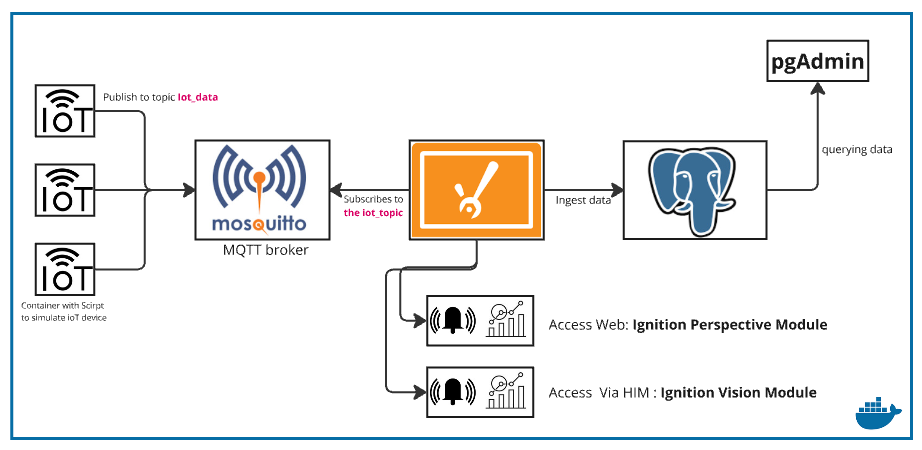 pgAdmin
Publish to topic Iot_data
IoT
querying data
IoT
mosquitto
Subscribes to
the iot_topic
Ingest data
MQTT broker
IoT
Container with Scirpt
to simulate ioT device
Access Web: Ignition Perspective Module
Access Via HIM : Ignition Vision Module